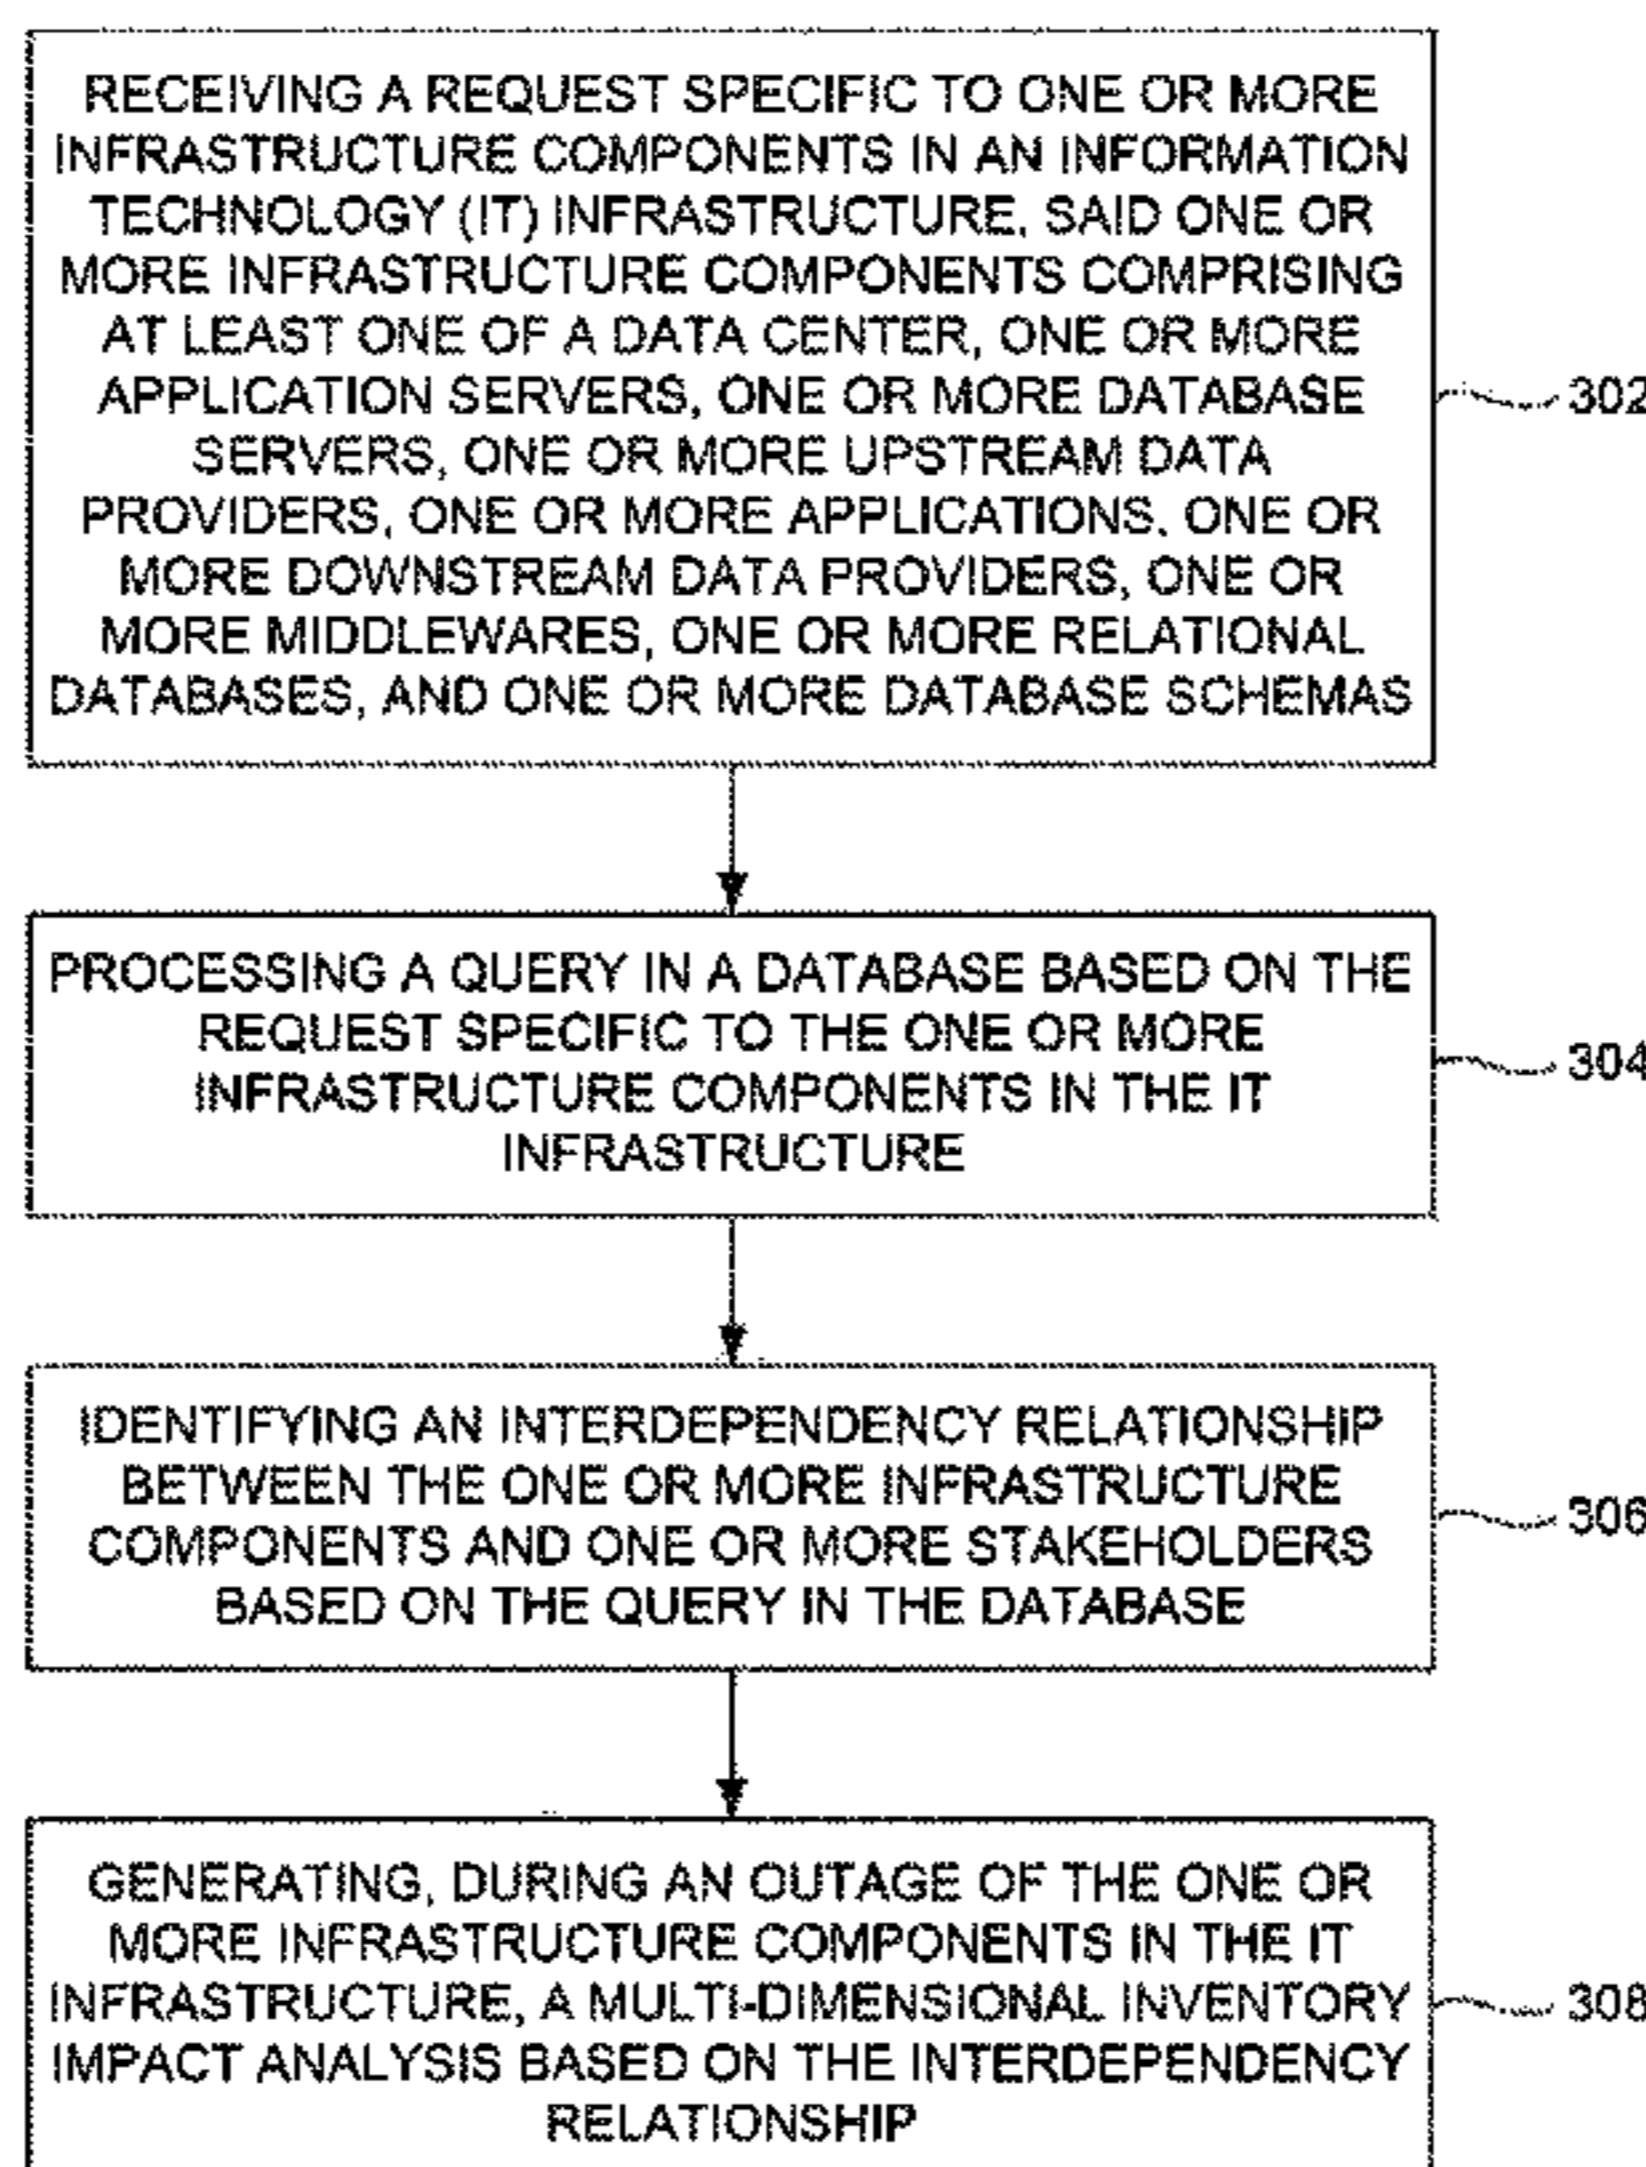 RECEIVING A REQUEST SPECIFIC TO ONE OR MORE
INFRASTRUCTURE COMPONENTS IN AN INFORMATION
TECHNOLOGY (IT) INFRASTRUCTURE, SAID ONE OR
MORE INFRASTRUCTURE COMPONENTS COMPRISING
AT LEAST ONE OF A DATA CENTER, ONE OR MORE
APPLICATION SERVERS, ONE OR MORE DATABASE
SERVERS, ONE OR MORE UPSTREAM DATA
PROVIDERS, ONE OR MORE APPLICATIONS, ONE OR
MORE DOWNSTREAM DATA PROVIDERS, ONE OR
MORE MIDDLEWARES, ONE OR MORE RELATIONAL
DATABASES, AND ONE OR MORE DATABASE SCHEMAS
302
PROCESSING A QUERY IN A DATABASE BASED ON THE
REQUEST SPECIFIC TO THE ONE OR MORE
INFRASTRUCTURE COMPONENTS IN THE IT
INFRASTRUCTURE
304
IDENTIFYING AN INTERDEPENDENCY RELATIONSHIP
BETWEEN THE ONE OR MORE INFRASTRUCTURE
COMPONENTS AND ONE OR MORE STAKEHOLDERS
BASED ON THE QUERY IN THE DATABASE
306
GENERATING, DURING AN OUTAGE OF THE ONE OR
MORE INFRASTRUCTURE COMPONENTS IN THE IT
INFRASTRUCTURE, A MULTI-DIMENSIONAL INVENTORY
IMPACT ANALYSIS BASED ON THE INTERDEPENDENCY
RELATIONSHIP
308